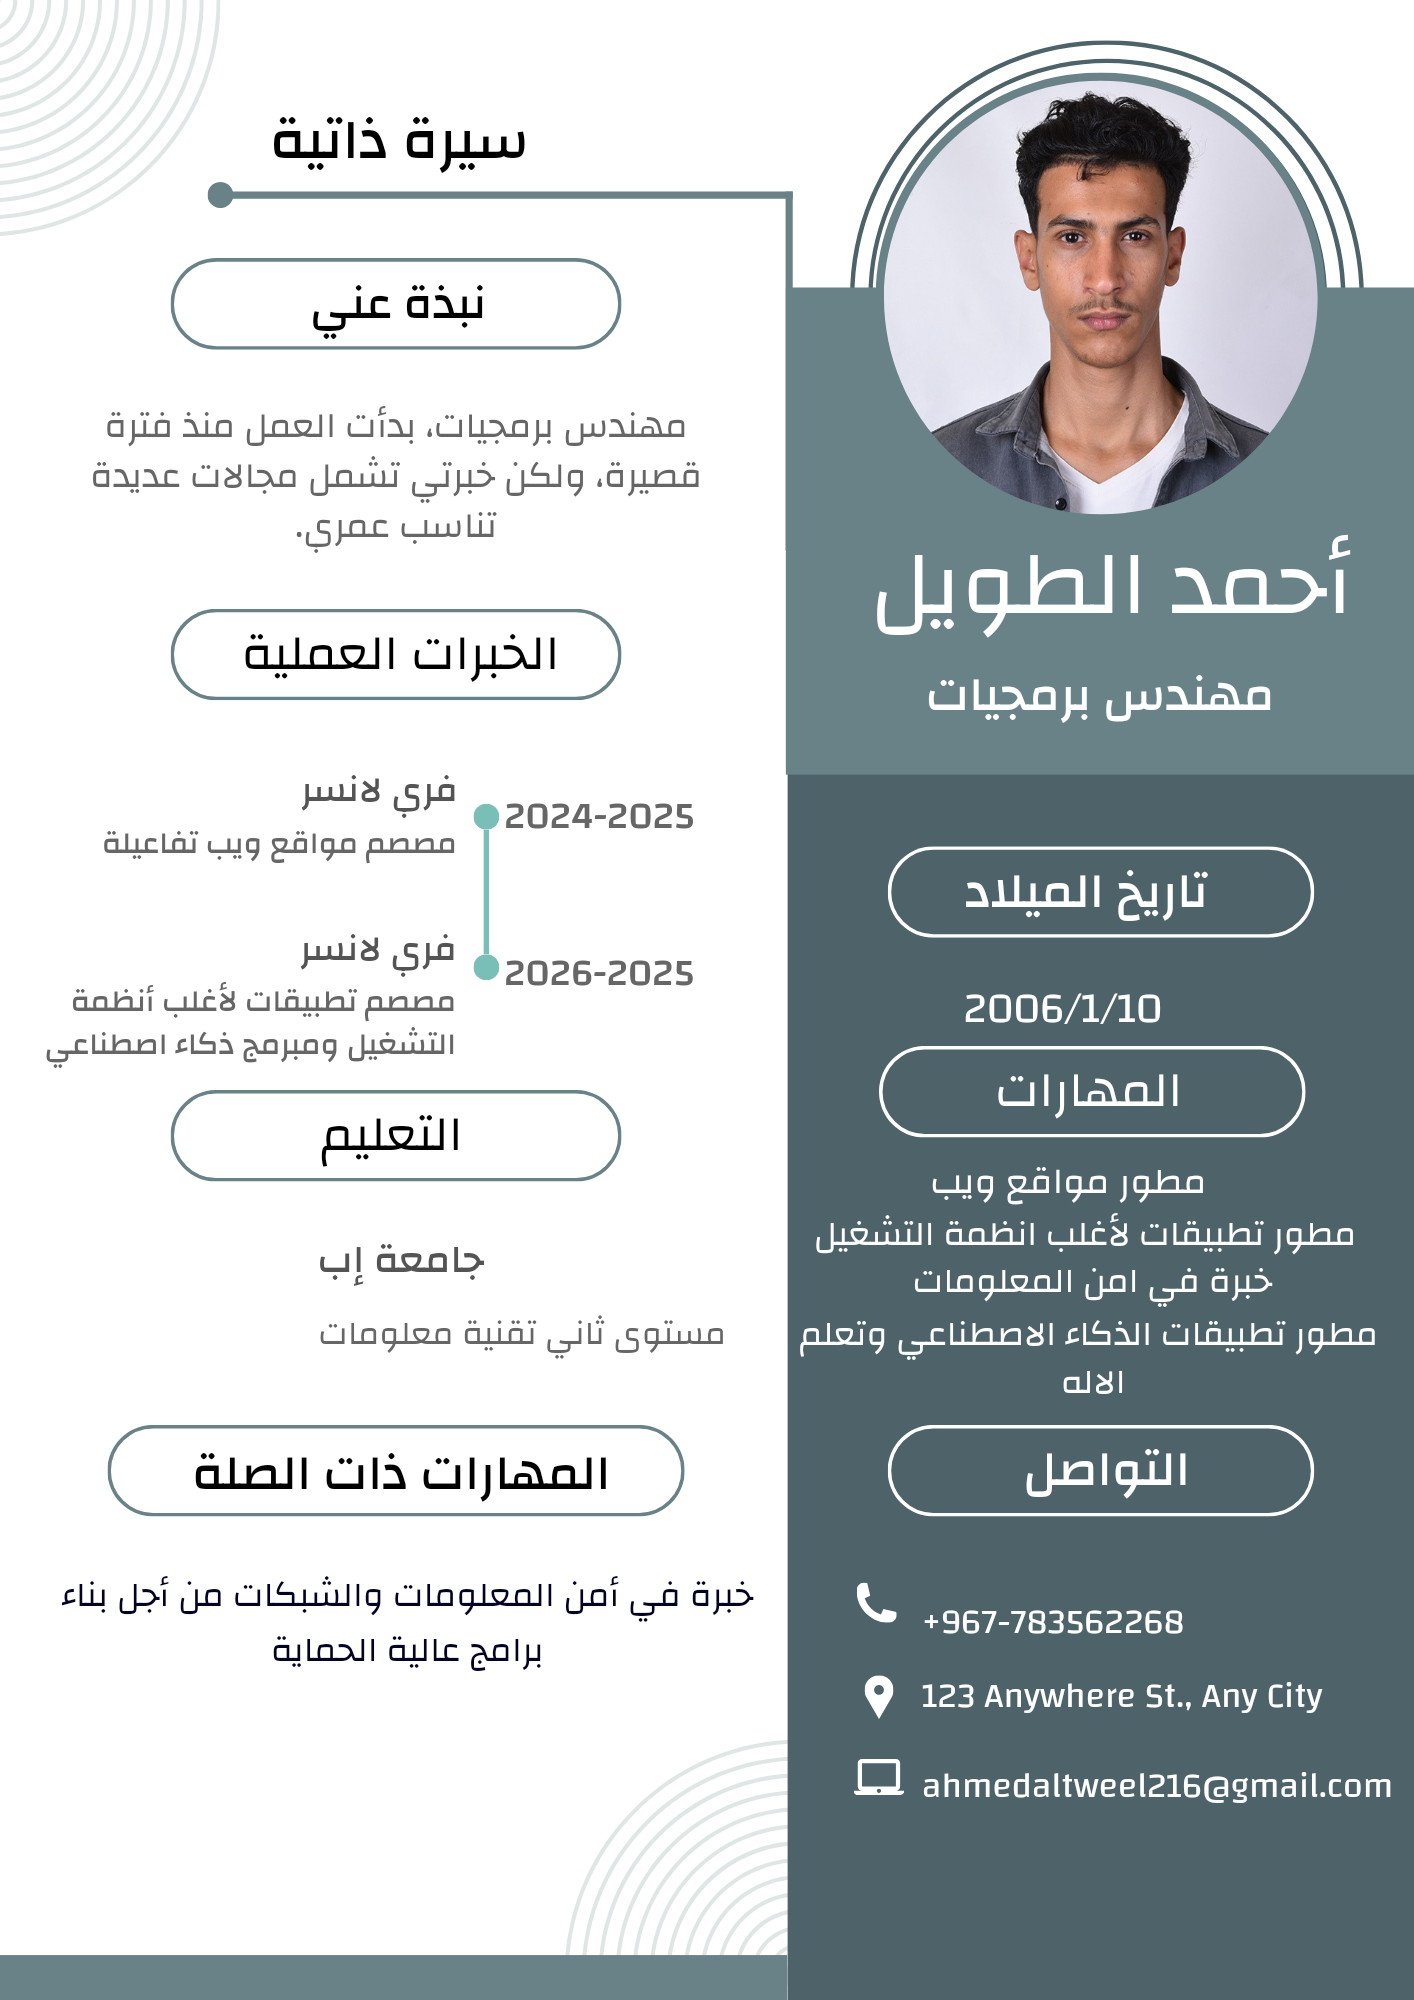 سيرة ذاتية
نبذة عني
مهندس برمجيات، بدأت العمل منذ فترة
قصيرة، ولكن خبرتي تشمل مجالات عديدة
تناسب عمري.
الخبرات العملية
2024-2025
فري لانسر
مصصم مواقع ويب تفاعيلة
2026-2025
فري لانسر
مصصم تطبيقات لأغلب أنظمة
التشغيل ومبرمج ذكاء اصطناعي
التعليم
جامعة إب
مستوى ثاني تقنية معلومات
المهارات ذات الصلة
خبرة في أمن المعلومات والشبكات من أجل بناء
برامج عالية الحماية
أحمد الطويل
مهندس برمجيات
تاريخ الميلاد
2006/1/10
المهارات
مطور مواقع ويب
مطور تطبيقات لأغلب انظمة التشغيل
خبرة في امن المعلومات
مطور تطبيقات الذكاء الاصطناعي وتعلم
الاله
التواصل
+967-783562268
123 Anywhere St., Any City
ahmedaltweel216@gmail.com